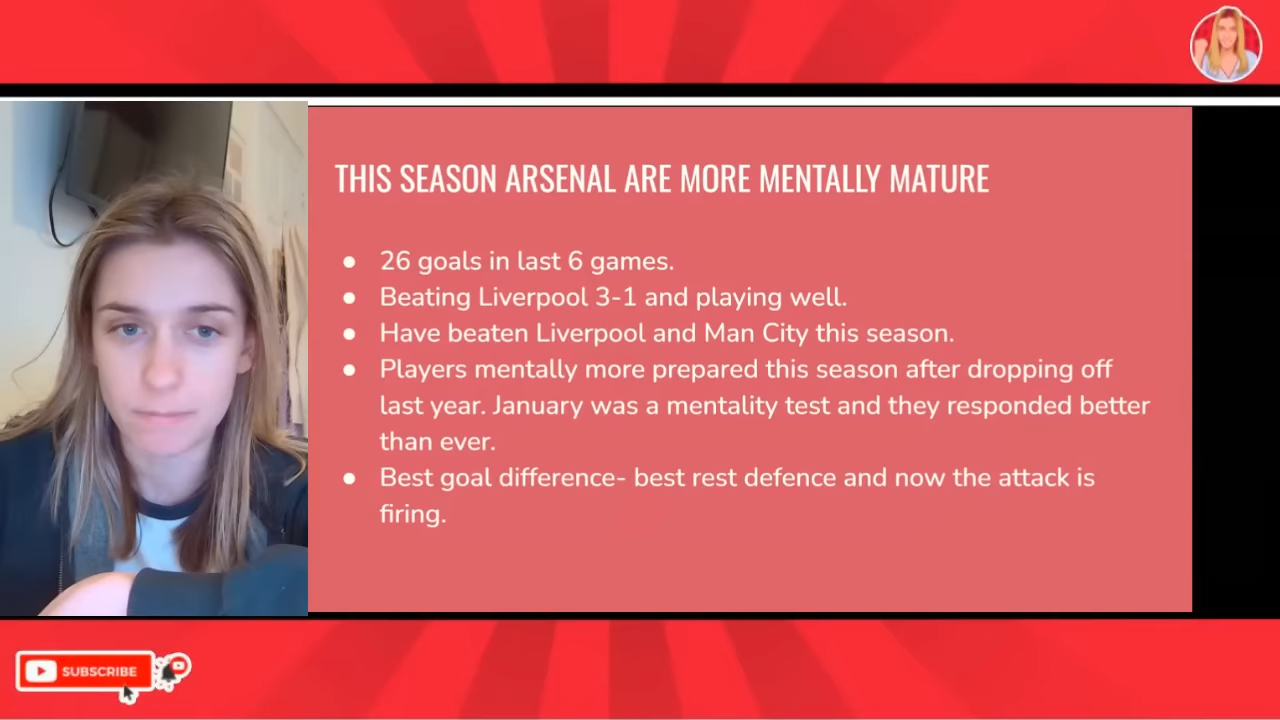 THIS SEASON ARSENAL ARE MORE MENTALLY MATURE
● 26 goals in last 6 games.
● Beating Liverpool 3-1 and playing well.
● Have beaten Liverpool and Man City this season.
● Players mentally more prepared this season after dropping off
last year. January was a mentality test and they responded better
than ever.
● Best goal difference- best rest defence and now the attack is
firing.
SUBSCRIBE